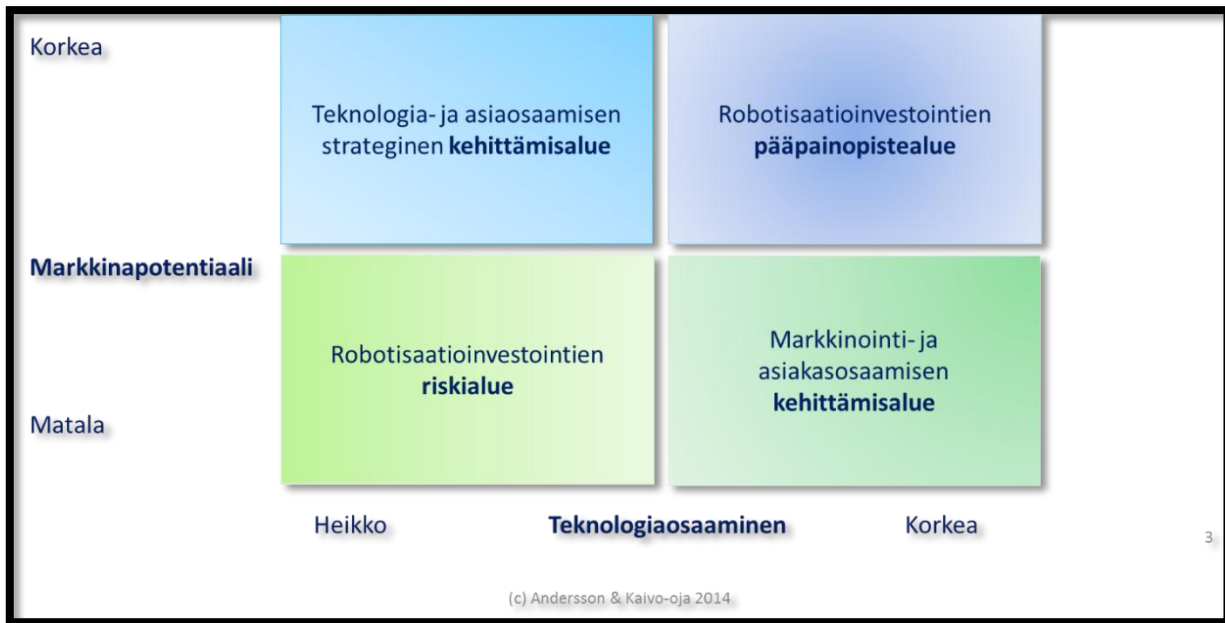 Korkea
Teknologia- ja asiaosaamisen
strateginen kehittämisalue
Robotisaatioinvestointien
pääpainopistealue
Markkinapotentiaali
Robotisaatioinvestointien
riskialue
Markkinointi- ja
asiakasosaamisen
kehittämisalue
Matala
Heikko
Teknologiaosaaminen
Korkea
3
(c) Andersson & Kaivo-oja 2014